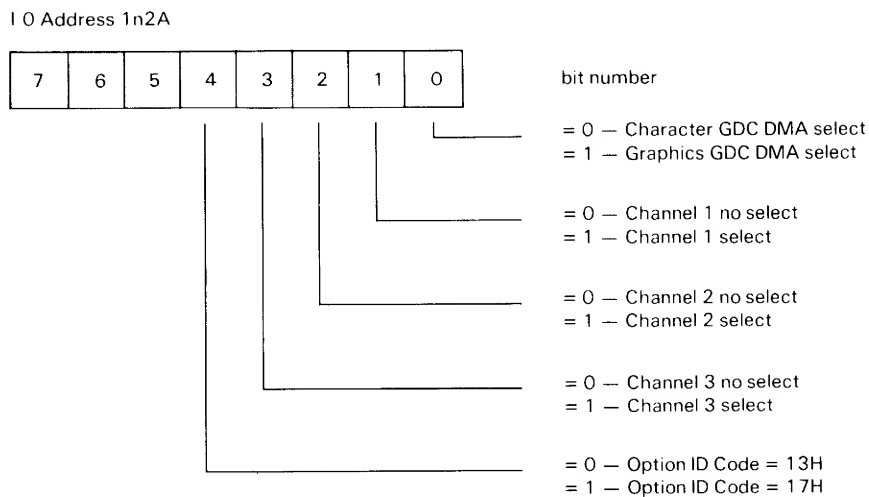 I O Address 1n2A
7 6 5 4 3 2 1 0 bit number
= 0 — Character GDC DMA select
= 1 — Graphics GDC DMA select
= 0 — Channel 1 no select
= 1 — Channel 1 select
= 0 — Channel 2 no select
= 1 — Channel 2 select
= 0 — Channel 3 no select
= 1 — Channel 3 select
= 0 — Option ID Code = 13H
= 1 — Option ID Code = 17H